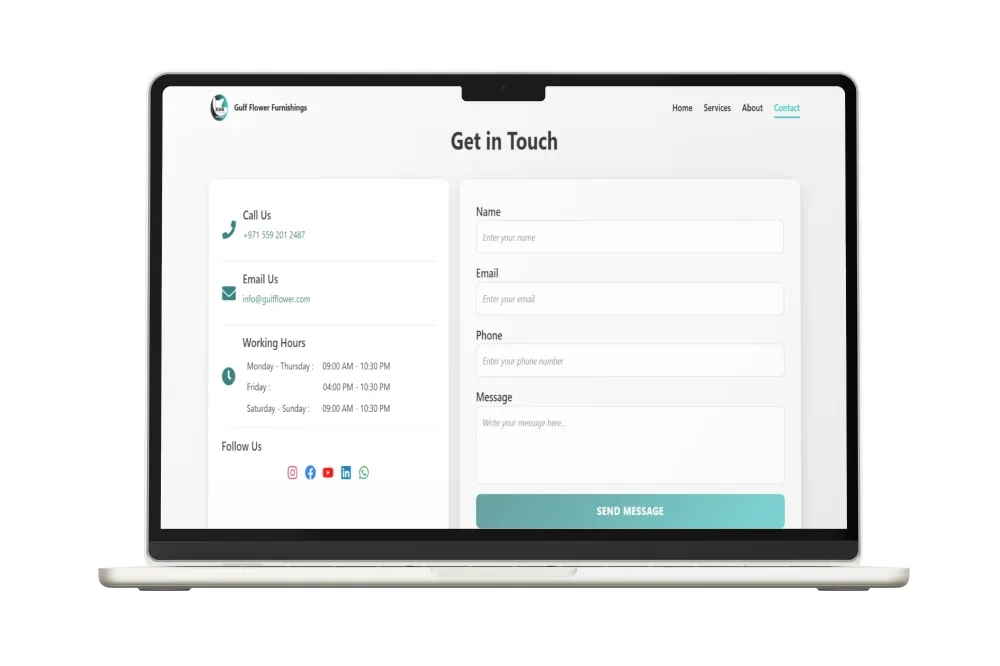 Gulf Flower Furnishings
Home Services About Contact
Get in Touch
Call Us
+971 559 201 2487
Email Us
info@gulfflower.com
Working Hours
Monday - Thursday : 09:00 AM - 10:30 PM
Friday : 04:00 PM - 10:30 PM
Saturday - Sunday : 09:00 AM - 10:30 PM
Follow Us
Name
Enter your name
Email
Enter your email
Phone
Enter your phone number
Message
Write your message here..
SEND MESSAGE